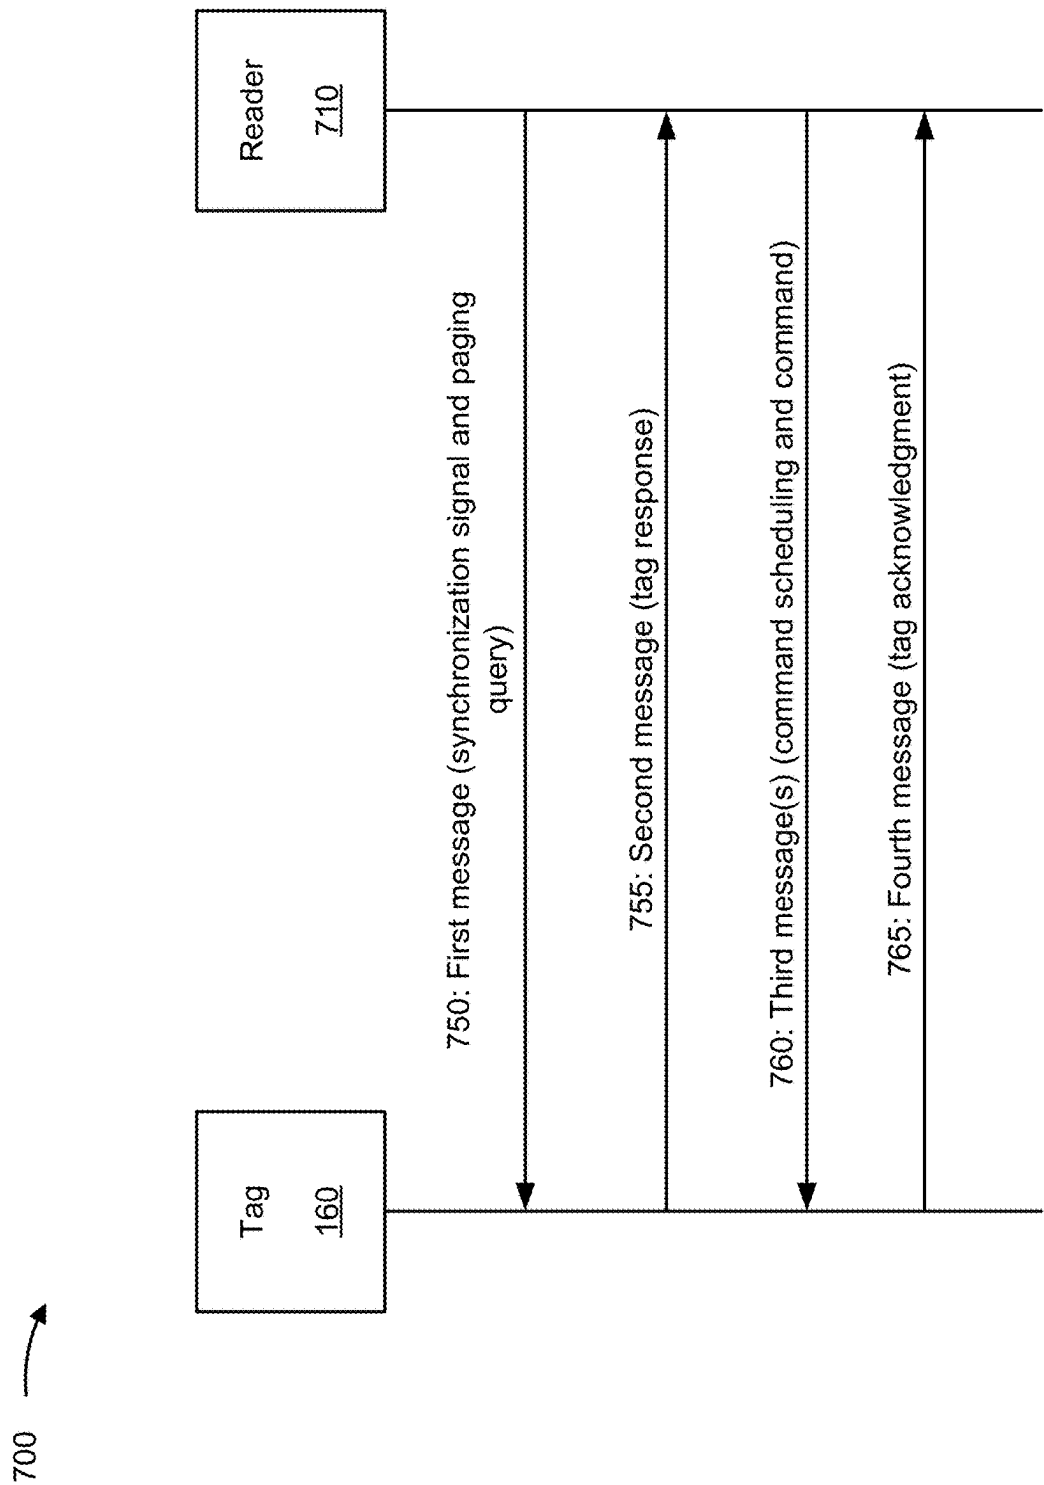 700
Tag
160
Reader
710
750: First message (synchronization signal and paging
query)
755: Second message (tag response)
760: Third message(s) (command scheduling and command)
765: Fourth message (tag acknowledgment)